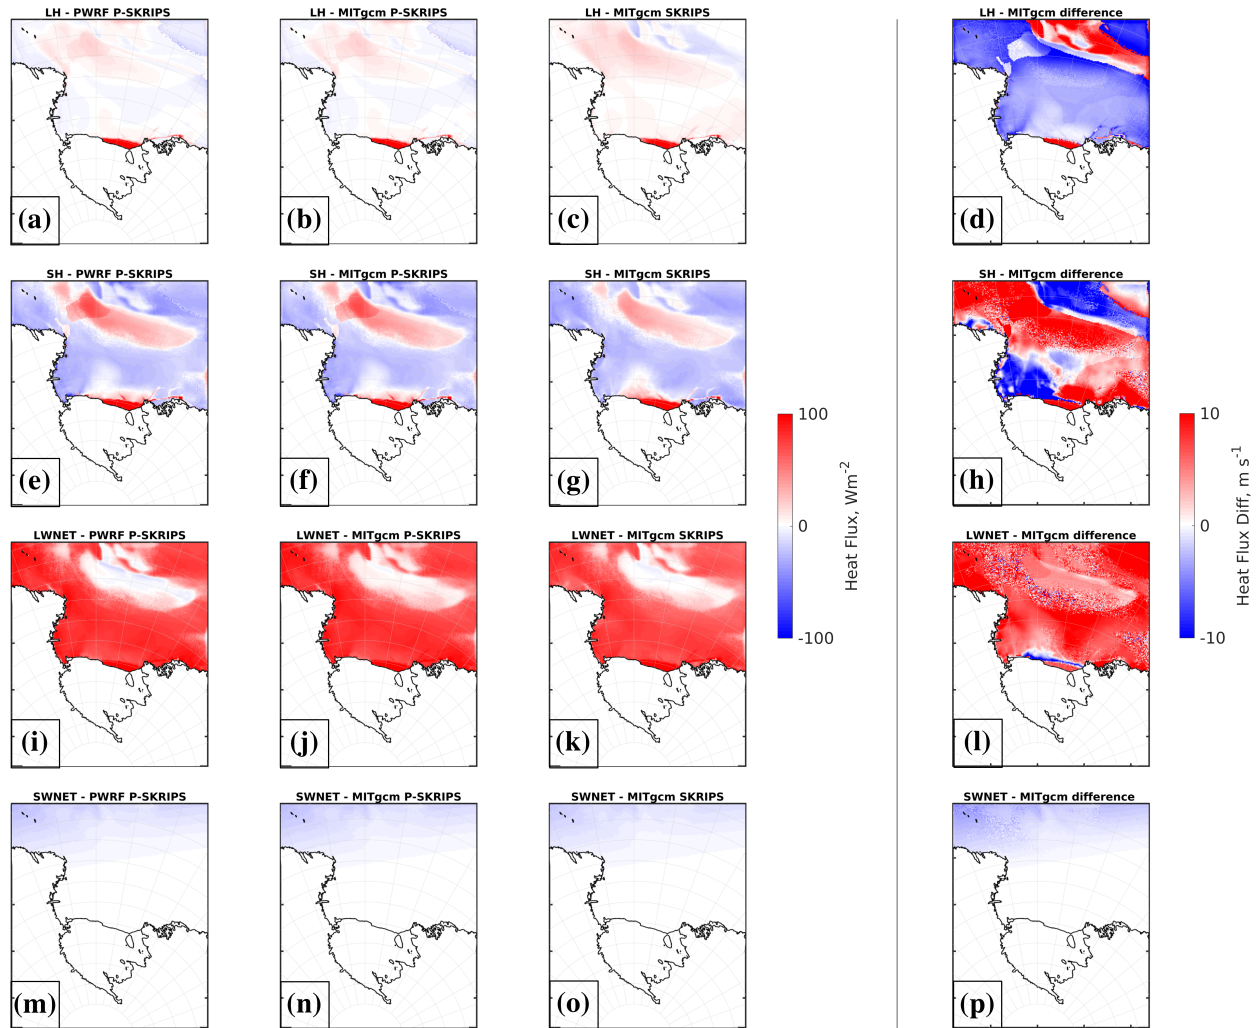 LH - PWRF P-SKRIPS
LH - MITgcm P-SKRIPS
LH - MITgcm SKRIPS
LH - MITgcm difference
(a)
(b)
(c)
(d)
SH - PWRF P-SKRIPS
SH - MITgcm P-SKRIPS
SH - MITgcm SKRIPS
SH - MITgcm difference
(e)
(f)
(g)
(h)
100
0
-100
Heat Flux, Wm-2
10
0
-10
Heat Flux Diff, m s-1
LWNET - PWRF P-SKRIPS
LWNET - MITgcm P-SKRIPS
LWNET - MITgcm SKRIPS
LWNET - MITgcm difference
(i)
(j)
(k)
(l)
SWNET - PWRF P-SKRIPS
SWNET - MITgcm P-SKRIPS
SWNET - MITgcm SKRIPS
SWNET - MITgcm difference
(m)
(n)
(o)
(p)